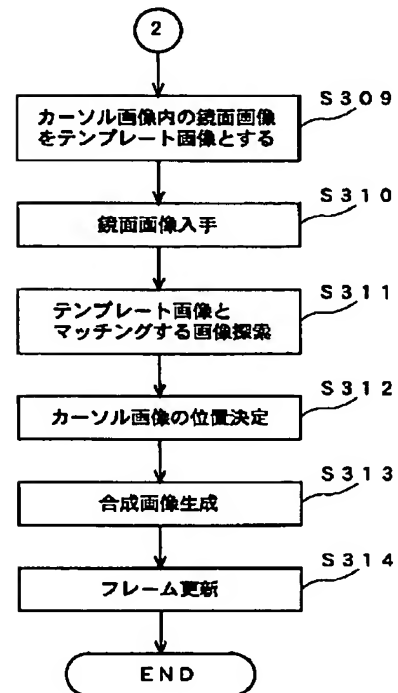 2
S309
カーソル画像内の鏡面画像
をテンプレート画像とする
S310
鏡面画像入手
S311
テンプレート画像と
マッチングする画像探索
S312
カーソル画像の位置決定
S313
合成画像生成
S314
フレーム更新
END